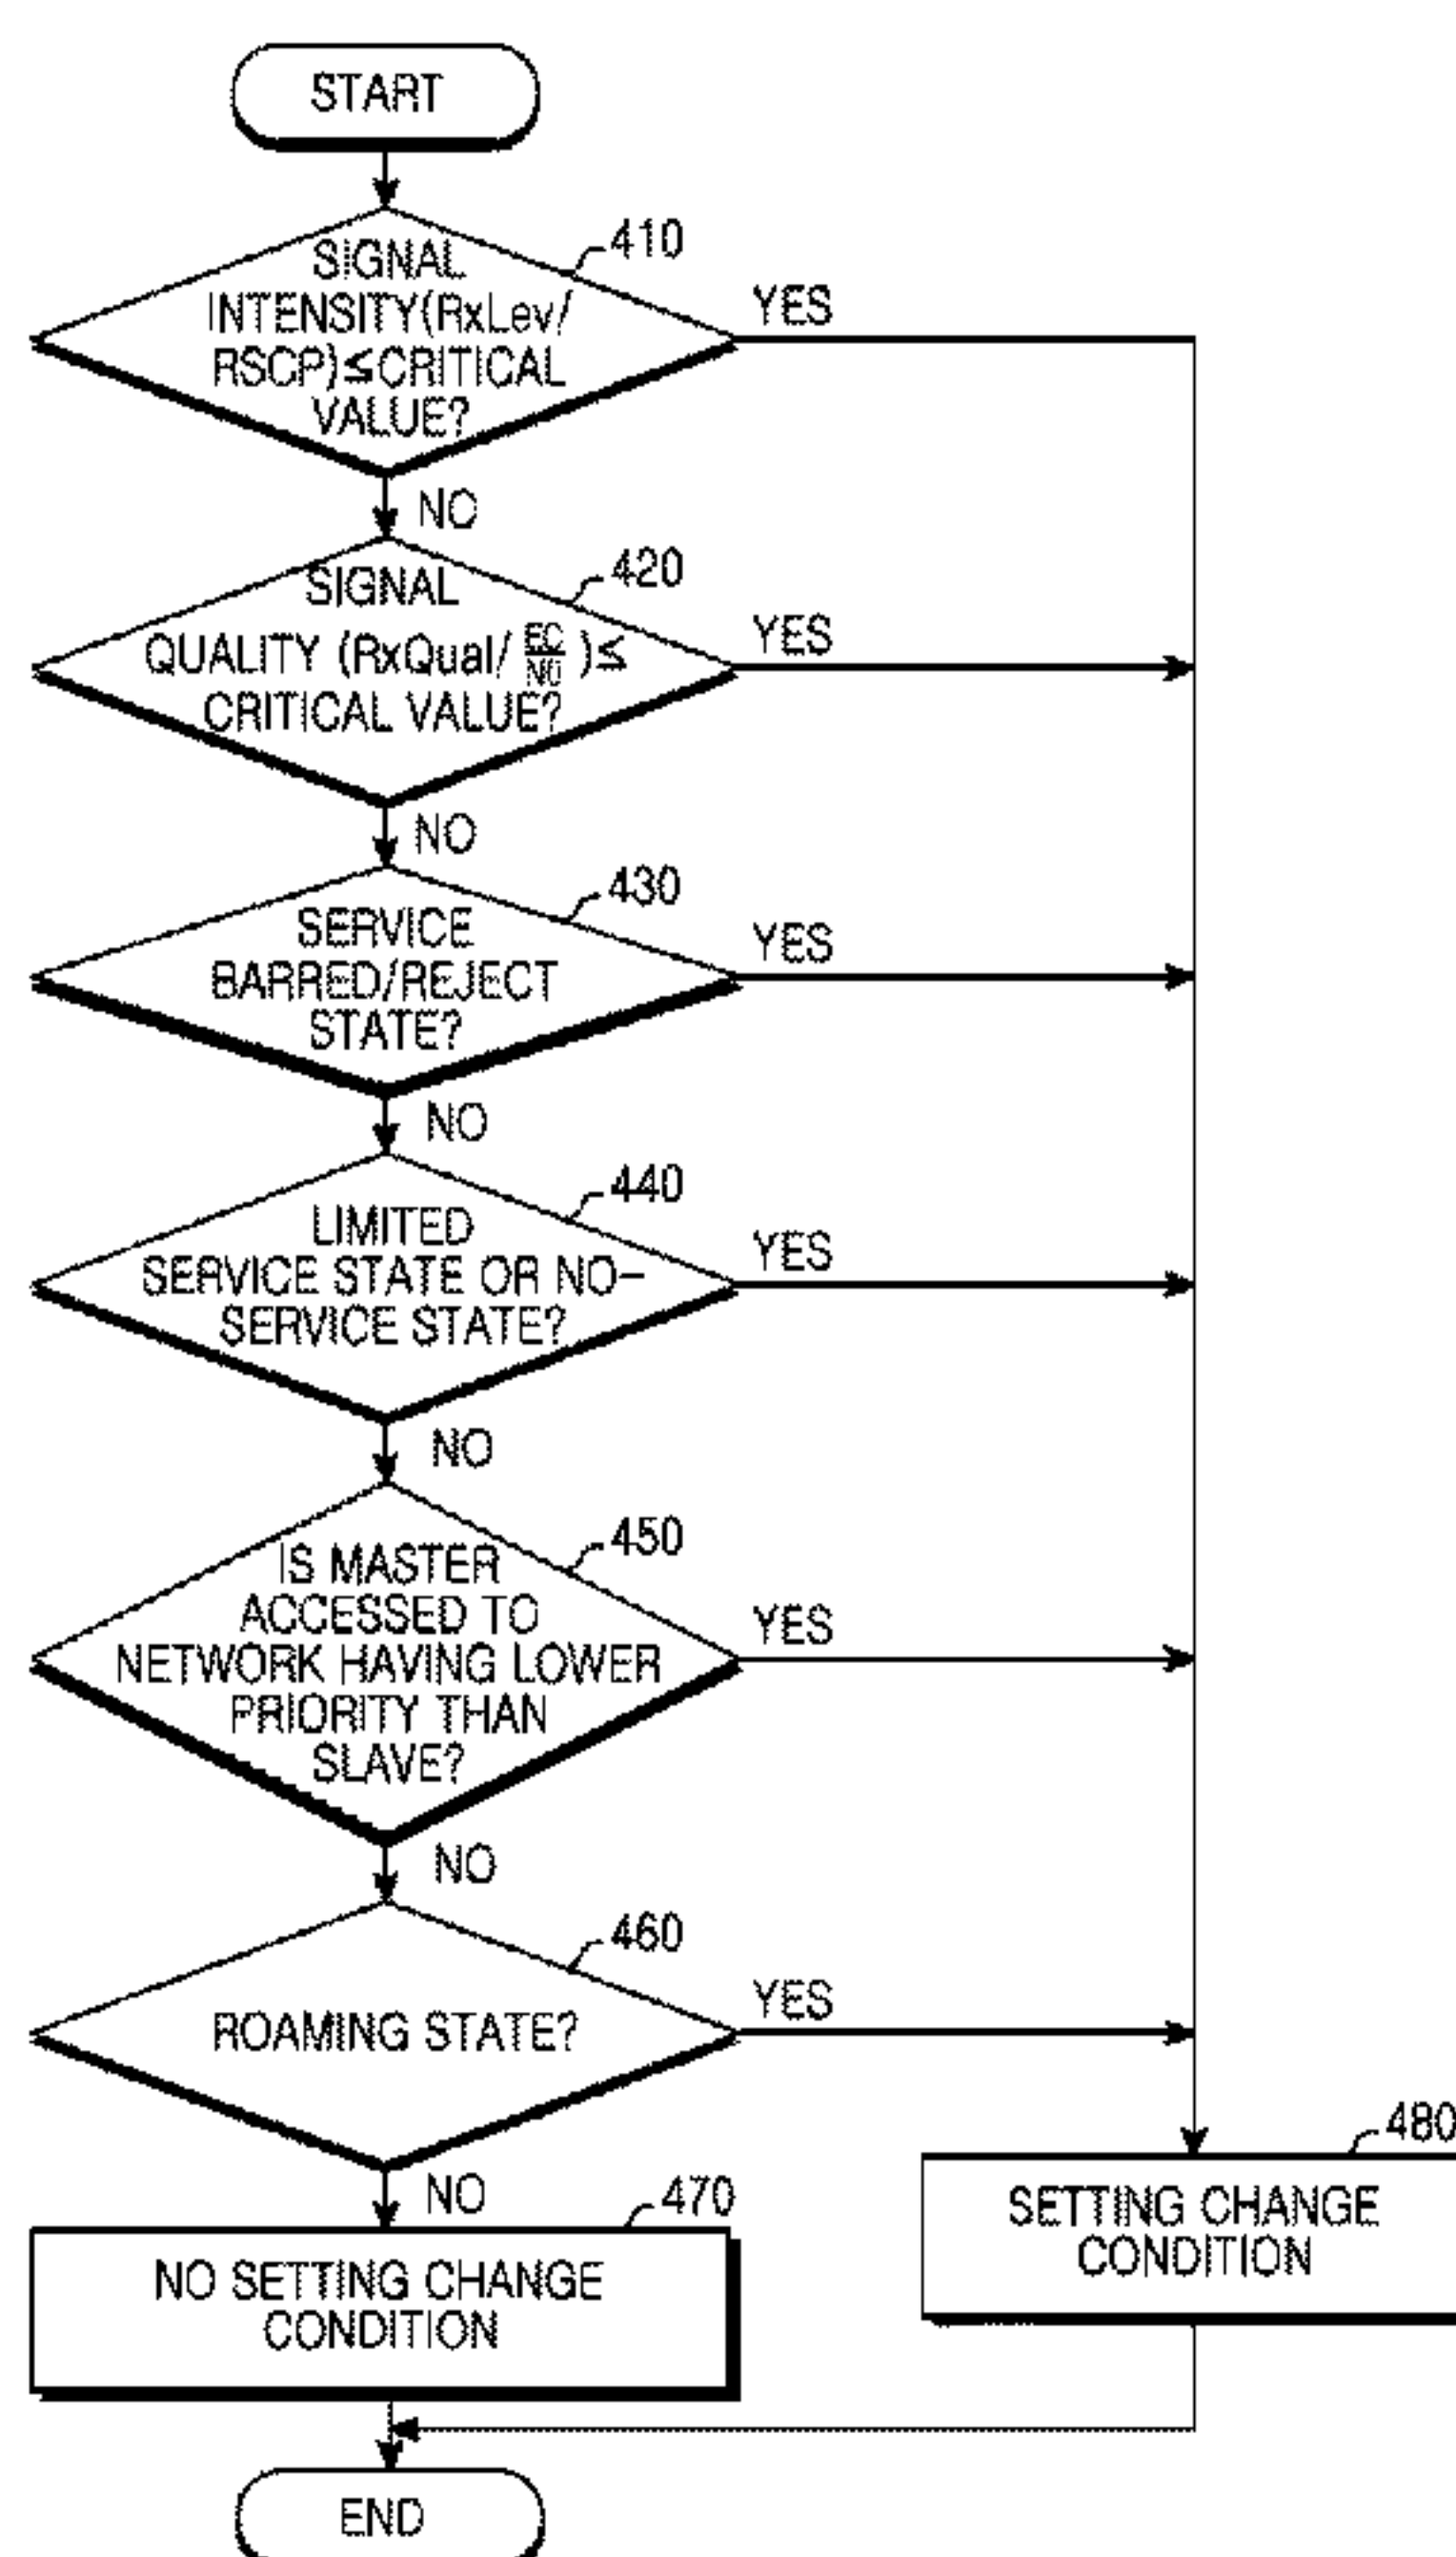 START
410
SIGNAL
INTENSITY(RxLev/
RSCP)≤CRITICAL
VALUE?
YES
NO
420
SIGNAL
QUALITY (RxQual/ EC/N0 )≤
CRITICAL VALUE?
YES
NO
430
SERVICE
BARRED/REJECT
STATE?
YES
NO
440
LIMITED
SERVICE STATE OR NO-
SERVICE STATE?
YES
NO
450
IS MASTER
ACCESSED TO
NETWORK HAVING LOWER
PRIORITY THAN
SLAVE?
YES
NO
460
ROAMING STATE?
YES
NO
470
NO SETTING CHANGE
CONDITION
480
SETTING CHANGE
CONDITION
END